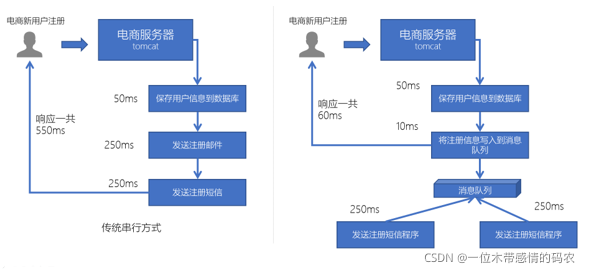 电商新用户注册
电商服务器
tomcat
50ms
保存用户信息到数据库
响应一共
550ms
250ms
发送注册邮件
250ms
发送注册短信
传统串行方式
电商新用户注册
电商服务器
tomcat
50ms
保存用户信息到数据库
响应一共
60ms
10ms
将注册信息写入到消息
队列
消息队列
250ms
250ms
发送注册短信程序
发送注册短信程序
CSDN @一位木带感情的码农